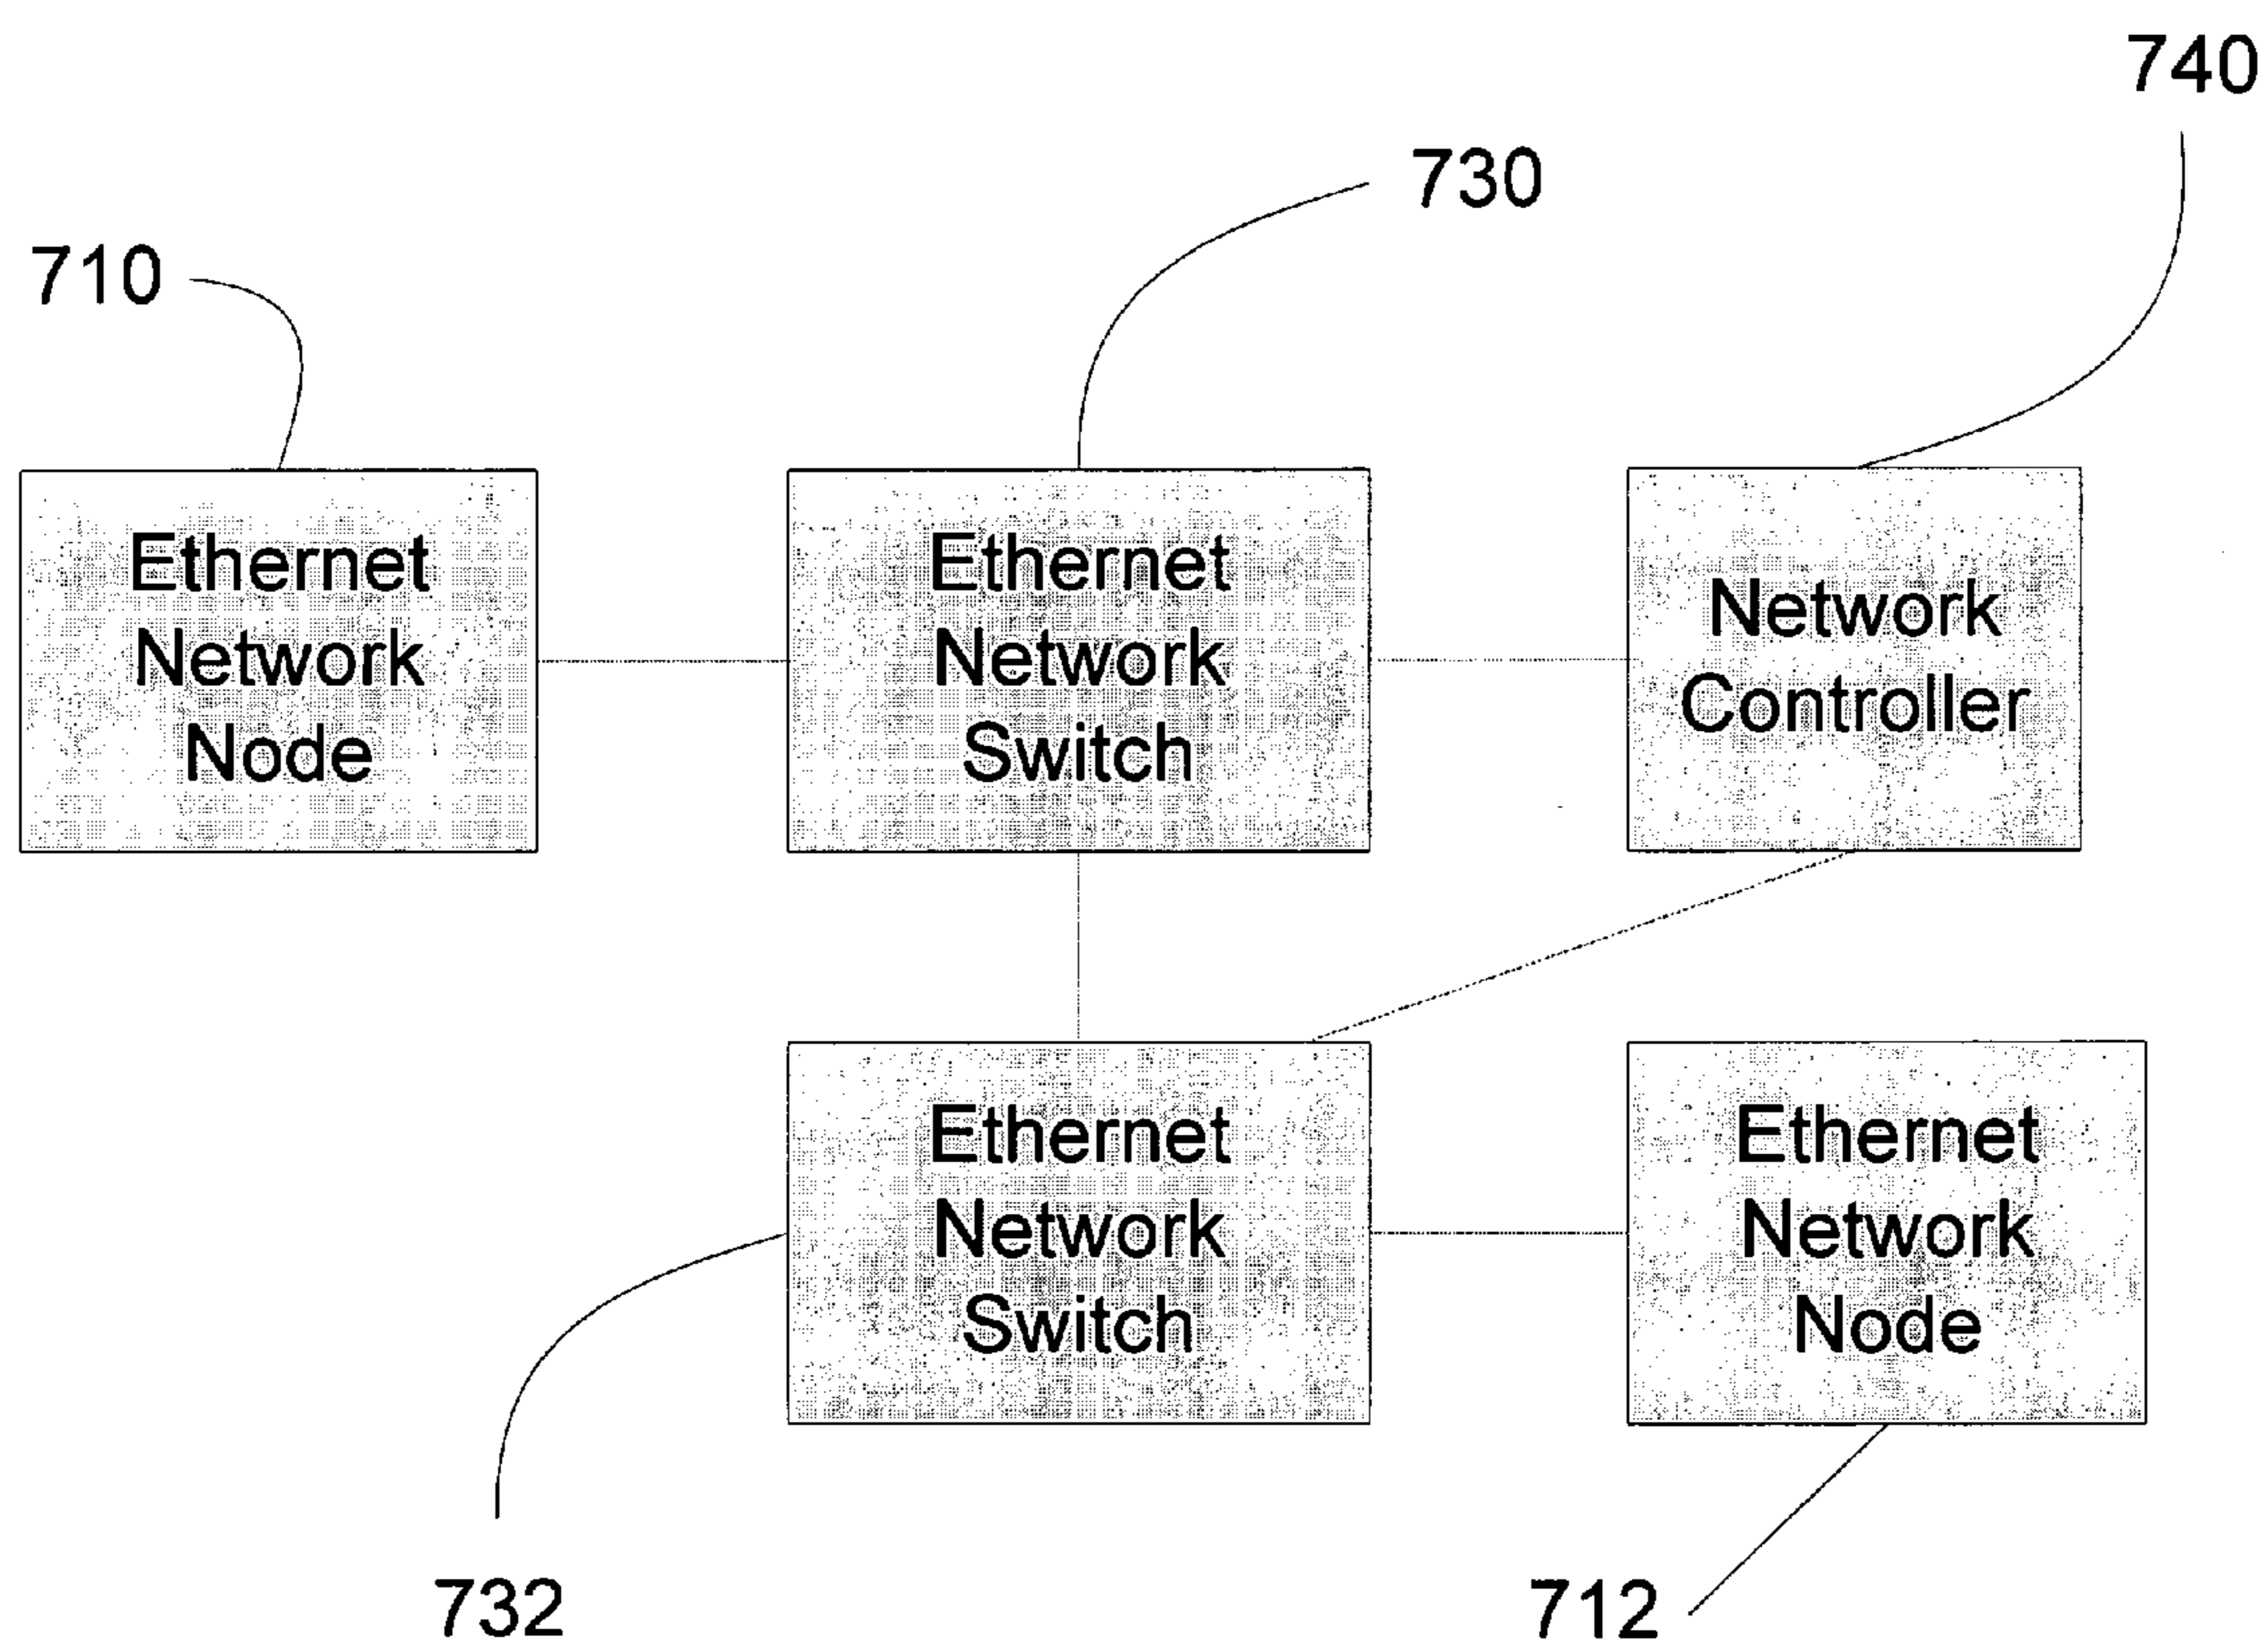 740
730
710
Ethernet
Network
Node
Ethernet
Network
Switch
Network
Controller
Ethernet
Network
Switch
Ethernet
Network
Node
732
712